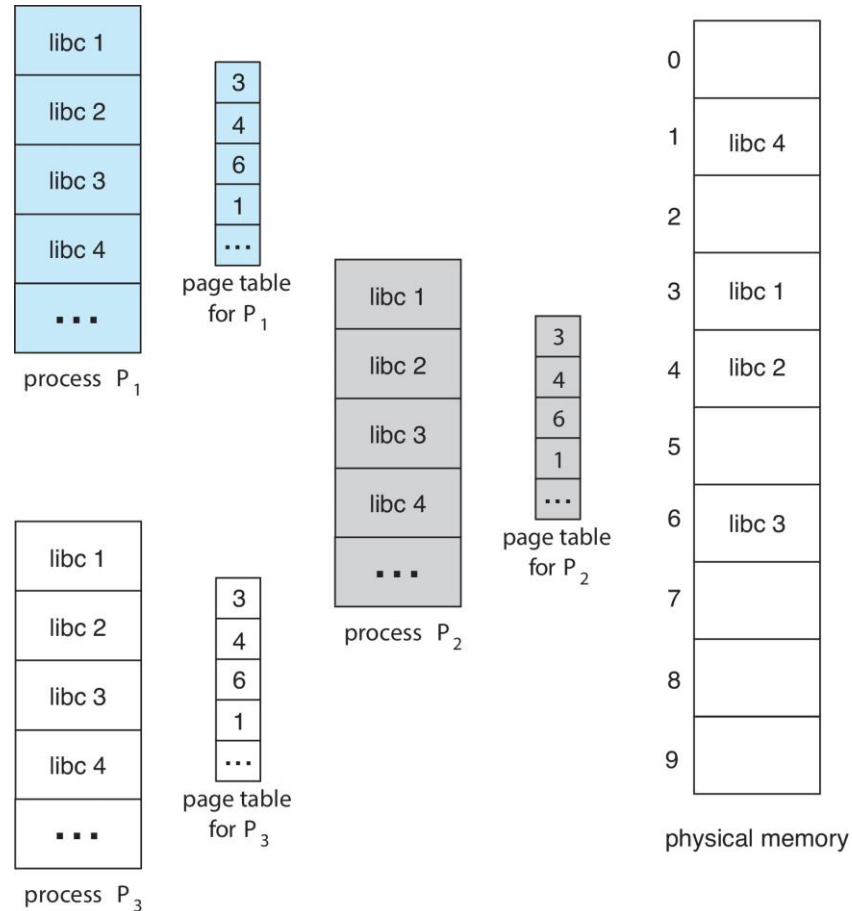 libc 1
libc 2
libc 3
libc 4
...
process P1
3
4
6
1
...
page table
for P1
libc 1
libc 2
libc 3
libc 4
...
process P2
3
4
6
1
...
page table
for P2
libc 1
libc 2
libc 3
libc 4
...
process P3
3
4
6
1
...
page table
for P3
0
1 libc 4
2
3 libc 1
4 libc 2
5
6 libc 3
7
8
9
physical memory